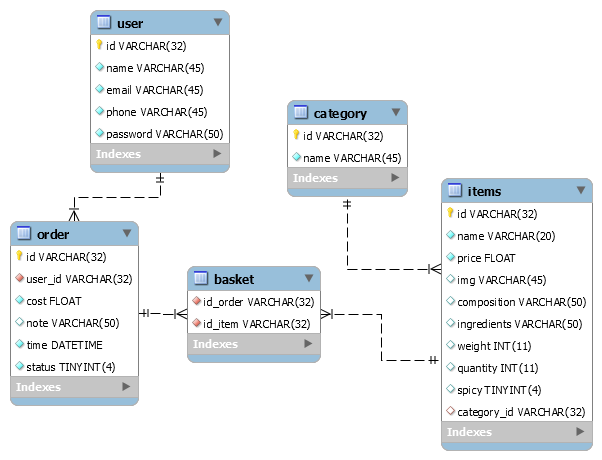 user
id VARCHAR(32)
name VARCHAR(45)
email VARCHAR(45)
phone VARCHAR(45)
password VARCHAR(50)
Indexes
category
id VARCHAR(32)
name VARCHAR(45)
Indexes
items
id VARCHAR(32)
name VARCHAR(20)
price FLOAT
img VARCHAR(45)
composition VARCHAR(50)
ingredients VARCHAR(50)
weight INT(11)
quantity INT(11)
spicy TINYINT(4)
category_id VARCHAR(32)
Indexes
order
id VARCHAR(32)
user_id VARCHAR(32)
cost FLOAT
note VARCHAR(50)
time DATETIME
status TINYINT(4)
Indexes
basket
id_order VARCHAR(32)
id_item VARCHAR(32)
Indexes